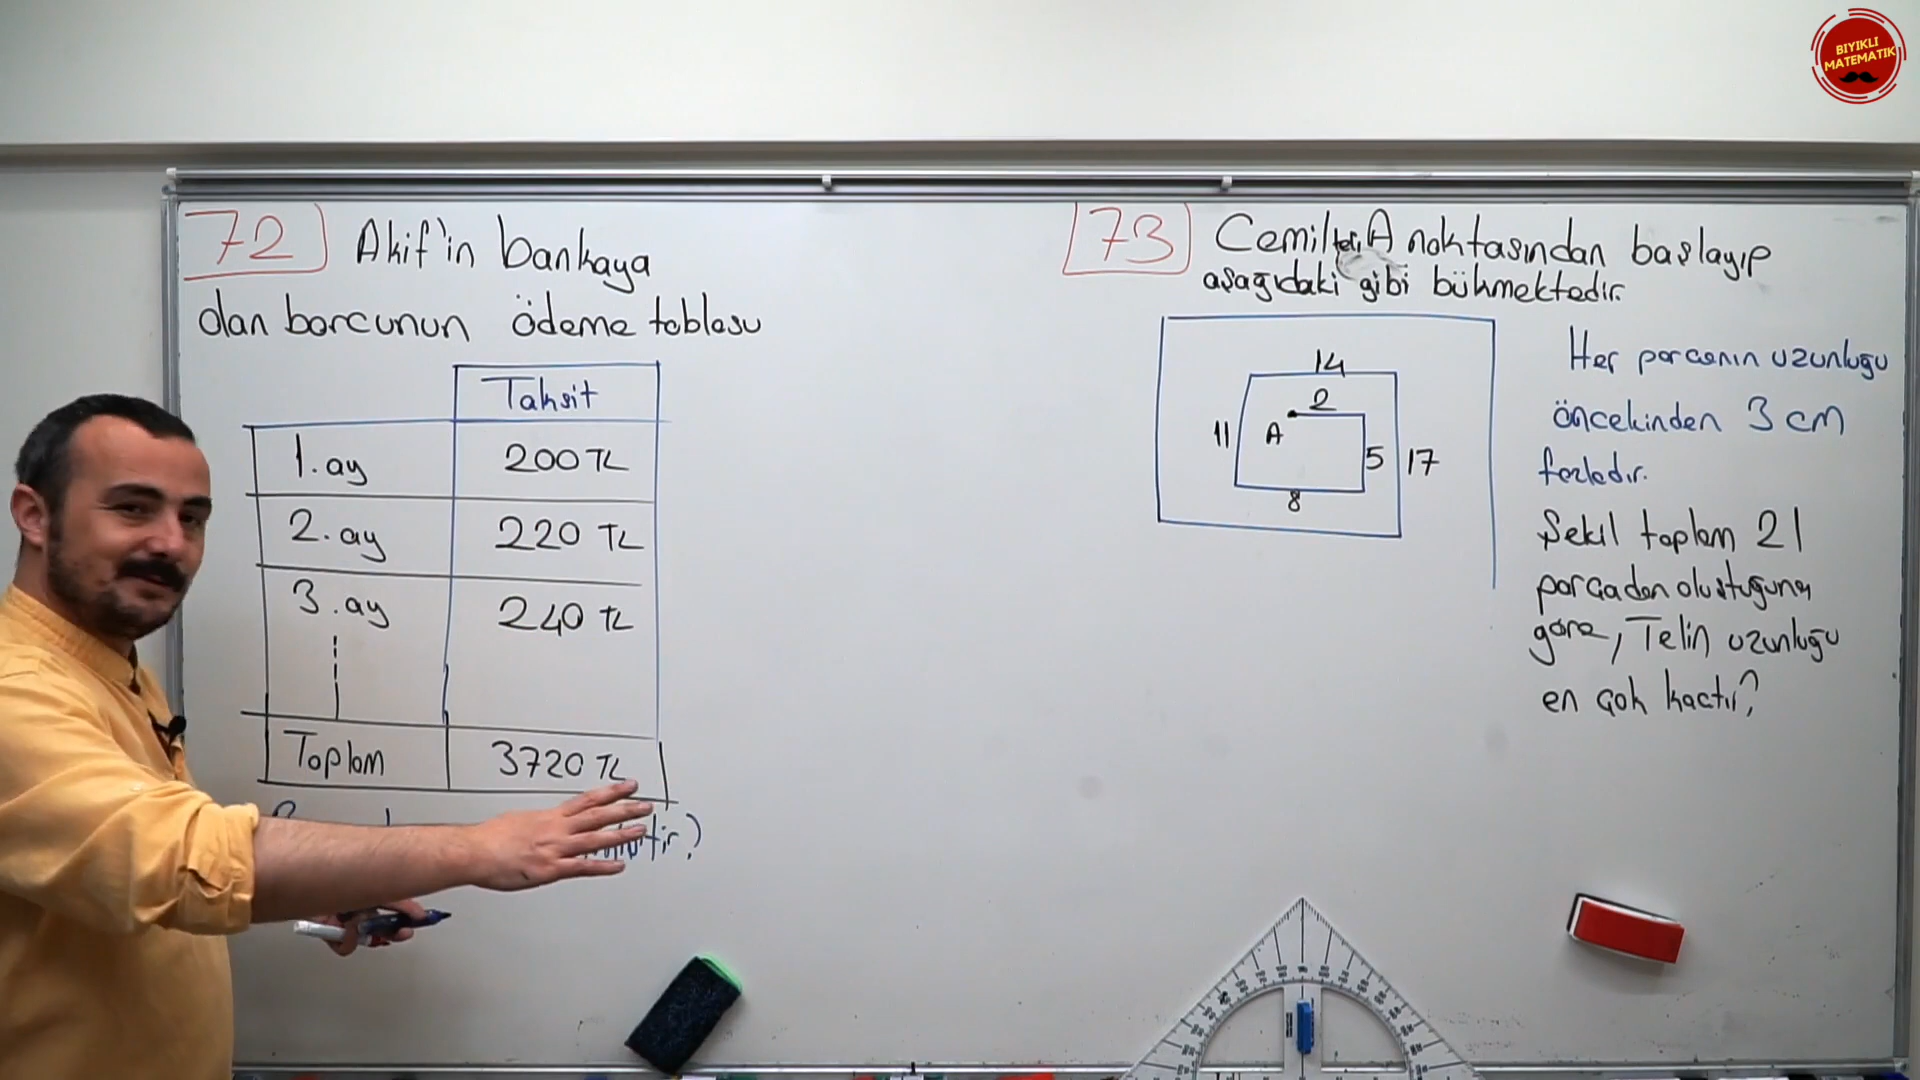 BIYIKLI
MATEMATIK
72 Akif'in bankaya
olan borcunun ödeme tablosu
Taksit
1. ay 200 TL
2. ay 220 TL
3. ay 240 TL
Toplam 3720 TL
73 Cemil teli, A noktasından başlayıp
aşağıdaki gibi bükmektedir.
14
2
11 A 5 17
8
Her parçanın uzunluğu
öncekinden 3 cm
fazladır.
Şekil toplam 21
parçadan oluştuğuna
göre, Telin uzunluğu
en çok kaçtır?